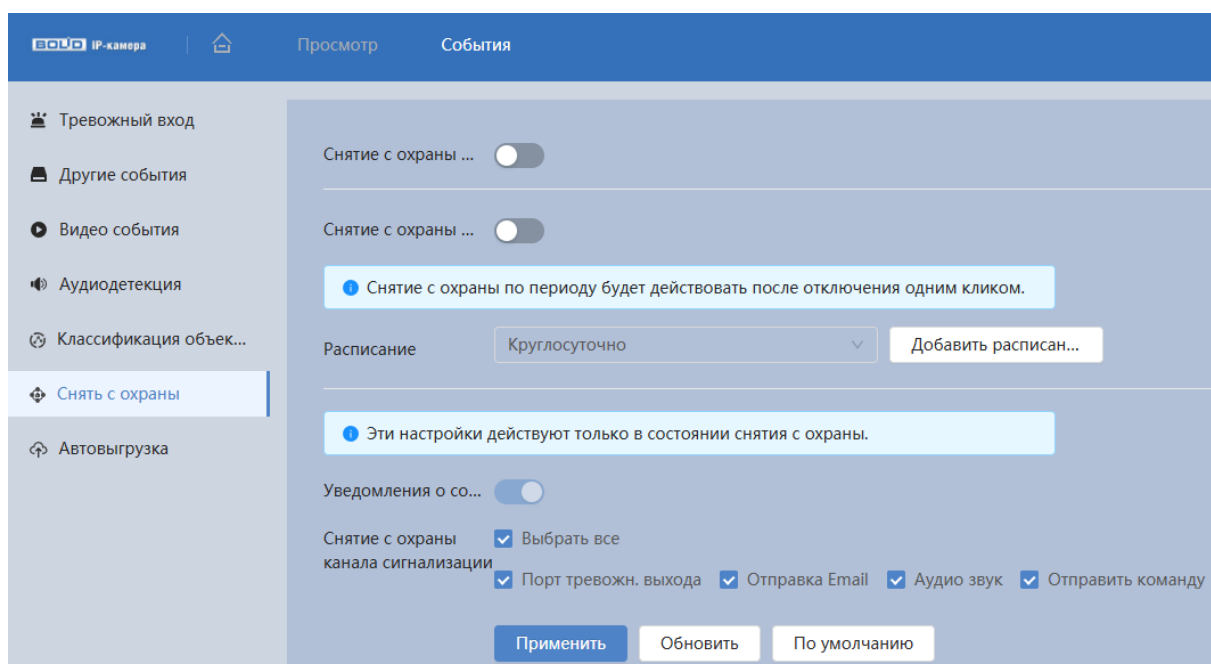 BOLID IP-камера Просмотр События
Тревожный вход
Другие события
Видео события
Аудиодетекция
Классификация объек...
Снять с охраны
Автовыгрузка
Снятие с охраны ...
Снятие с охраны ...
Снятие с охраны по периоду будет действовать после отключения одним кликом.
Расписание Круглосуточно Добавить расписан...
Эти настройки действуют только в состоянии снятия с охраны.
Уведомления о со...
Снятие с охраны
канала сигнализации
Выбрать все
Порт тревожн. выхода Отправка Email Аудио звук Отправить команду
Применить Обновить По умолчанию